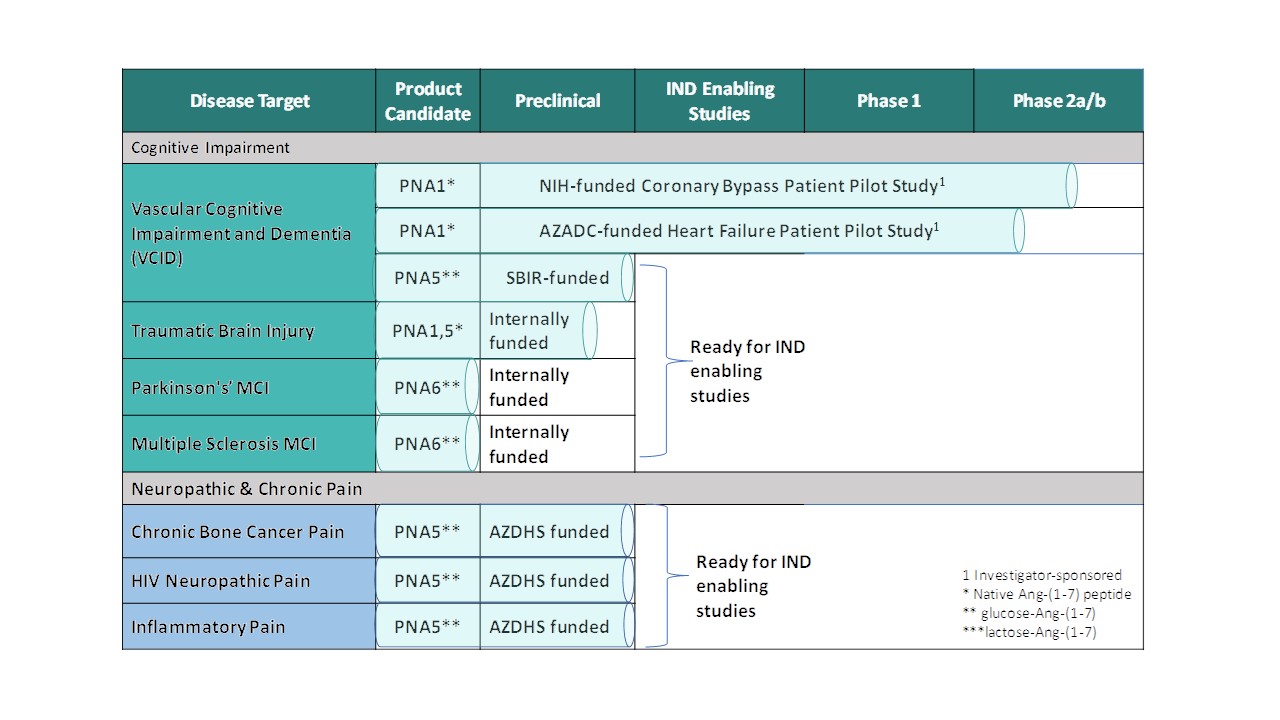 Disease Target
Product
Candidate
Preclinical
IND Enabling
Studies
Phase 1
Phase 2a/b
Cognitive Impairment
Vascular Cognitive
Impairment and Dementia
(VCID)
PNA1*
NIH-funded Coronary Bypass Patient Pilot Study1
PNA1*
AZADC-funded Heart Failure Patient Pilot Study1
PNA5**
SBIR-funded
Traumatic Brain Injury
PNA1,5*
Internally
funded
Parkinson's’ MCI
PNA6**
Internally
funded
Multiple Sclerosis MCI
PNA6**
Internally
funded
Ready for IND
enabling
studies
Neuropathic & Chronic Pain
Chronic Bone Cancer Pain
PNA5**
AZDHS funded
HIV Neuropathic Pain
PNA5**
AZDHS funded
Inflammatory Pain
PNA5**
AZDHS funded
Ready for IND
enabling
studies
1 Investigator-sponsored
* Native Ang-(1-7) peptide
** glucose-Ang-(1-7)
***lactose-Ang-(1-7)